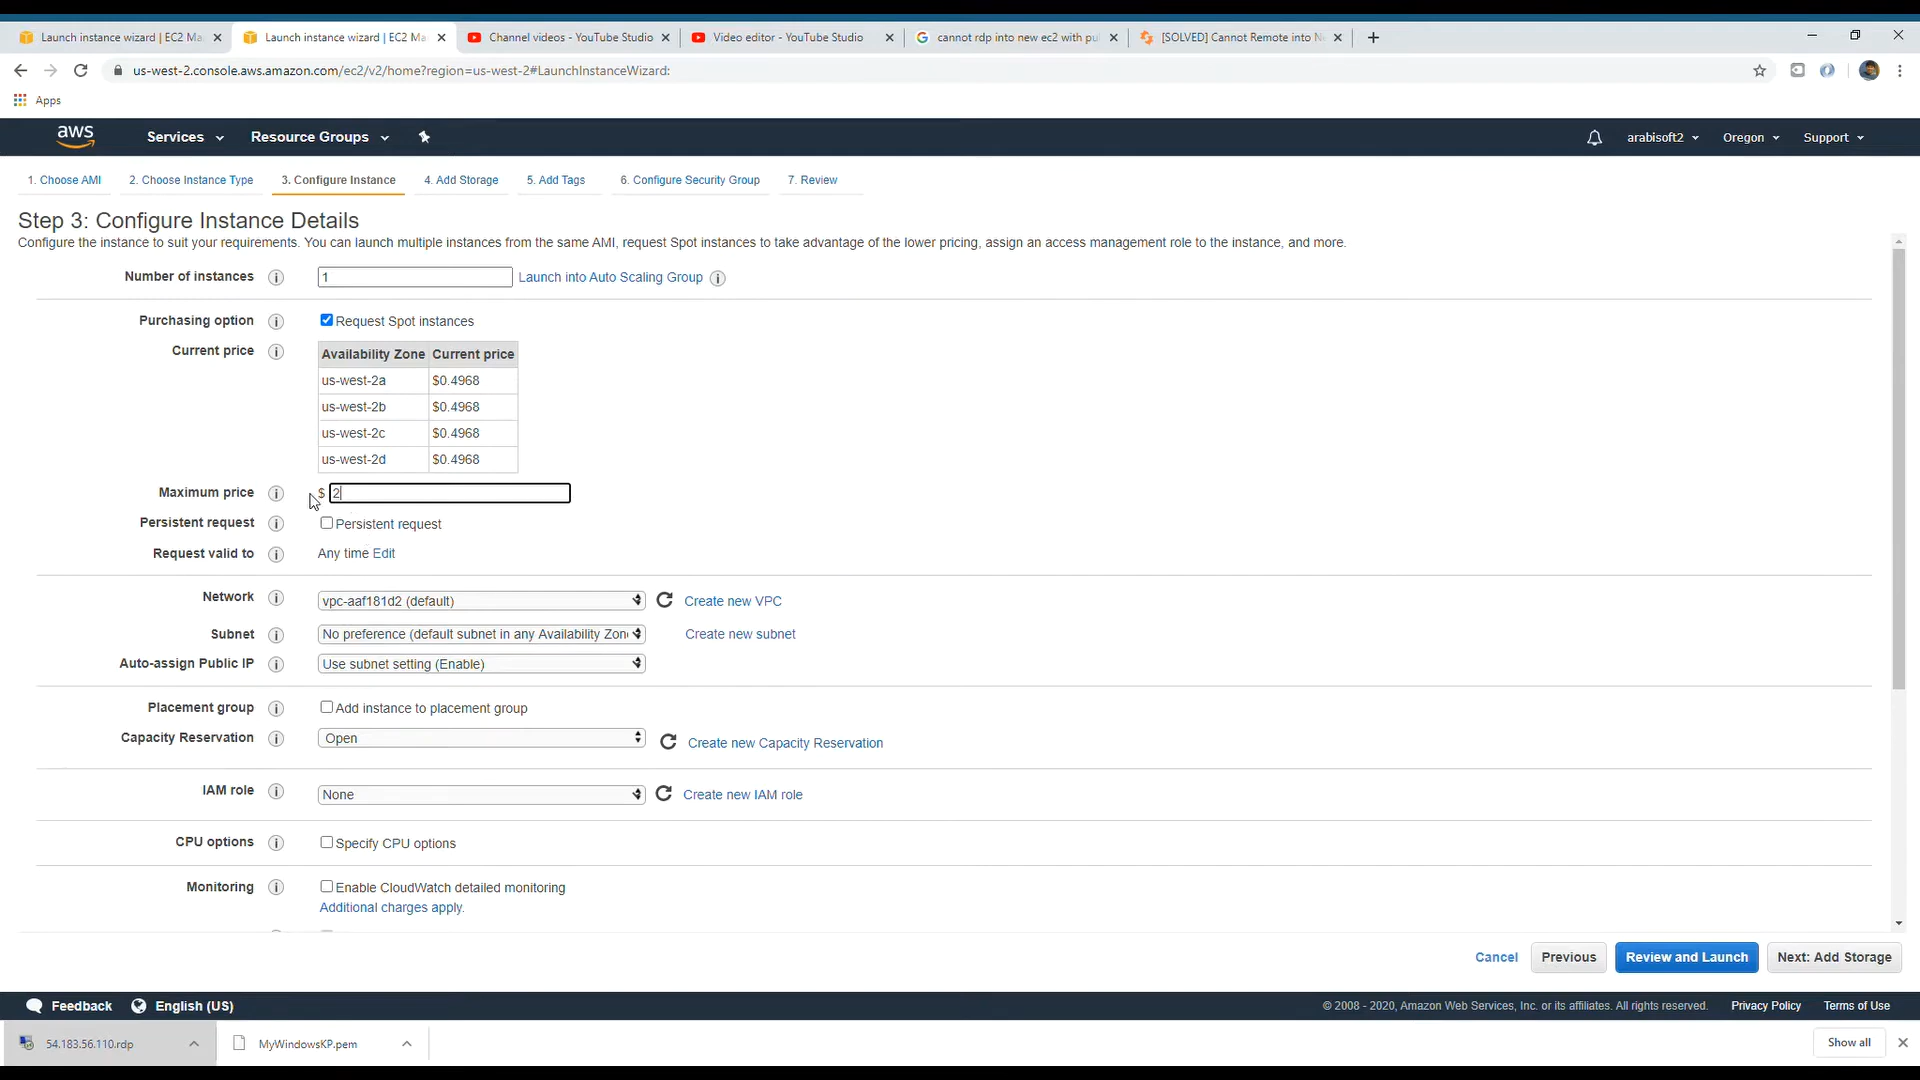 Launch instance wizard | EC2 Ma
Launch instance wizard | EC2 Ma
Channel videos - YouTube Studio
Video editor - YouTube Studio
cannot rdp into new ec2 with pu
[SOLVED] Cannot Remote into N
us-west-2.console.aws.amazon.com/ec2/v2/home?region=us-west-2#LaunchInstanceWizard:
Apps
aws
Services
Resource Groups
arabisoft2
Oregon
Support
1. Choose AMI
2. Choose Instance Type
3. Configure Instance
4. Add Storage
5. Add Tags
6. Configure Security Group
7. Review
Step 3: Configure Instance Details
Configure the instance to suit your requirements. You can launch multiple instances from the same AMI, request Spot instances to take advantage of the lower pricing, assign an access management role to the instance, and more.
Number of instances
1
Launch into Auto Scaling Group
Purchasing option
Request Spot instances
Current price
Availability Zone Current price
us-west-2a $0.4968
us-west-2b $0.4968
us-west-2c $0.4968
us-west-2d $0.4968
Maximum price
$ 2
Persistent request
Persistent request
Request valid to
Any time Edit
Network
vpc-aaf181d2 (default)
Create new VPC
Subnet
No preference (default subnet in any Availability Zon
Create new subnet
Auto-assign Public IP
Use subnet setting (Enable)
Placement group
Add instance to placement group
Capacity Reservation
Open
Create new Capacity Reservation
IAM role
None
Create new IAM role
CPU options
Specify CPU options
Monitoring
Enable CloudWatch detailed monitoring
Additional charges apply.
Cancel
Previous
Review and Launch
Next: Add Storage
Feedback
English (US)
© 2008 - 2020, Amazon Web Services, Inc. or its affiliates. All rights reserved.
Privacy Policy
Terms of Use
54.183.56.110.rdp
MyWindowsKP.pem
Show all